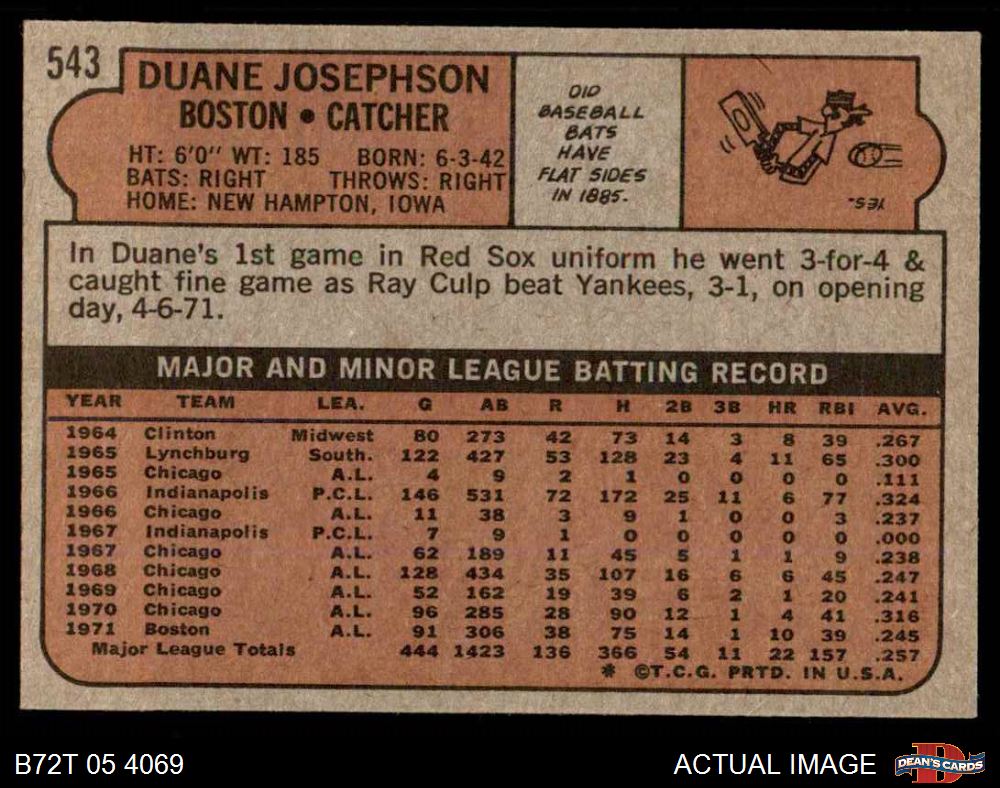 543
DUANE JOSEPHSON
BOSTON • CATCHER
HT: 6'0" WT: 185 BORN: 6-3-42
BATS: RIGHT THROWS: RIGHT
HOME: NEW HAMPTON, IOWA
DID
BASEBALL
BATS
HAVE
FLAT SIDES
IN 1885.
YES.
In Duane's 1st game in Red Sox uniform he went 3-for-4 &
caught fine game as Ray Culp beat Yankees, 3-1, on opening
day, 4-6-71.
MAJOR AND MINOR LEAGUE BATTING RECORD
YEAR TEAM LEA. G AB R H 2B 3B HR RBI AVG.
1964 Clinton Midwest 80 273 42 73 14 3 8 39 .267
1965 Lynchburg South. 122 427 53 128 23 4 11 65 .300
1965 Chicago A.L. 4 9 2 1 0 0 0 0 .111
1966 Indianapolis P.C.L. 146 531 72 172 25 11 6 77 .324
1966 Chicago A.L. 11 38 3 9 1 0 0 3 .237
1967 Indianapolis P.C.L. 7 9 1 0 0 0 0 0 .000
1967 Chicago A.L. 62 189 11 45 5 1 1 9 .238
1968 Chicago A.L. 128 434 35 107 16 6 6 45 .247
1969 Chicago A.L. 52 162 19 39 6 2 1 20 .241
1970 Chicago A.L. 96 285 28 90 12 1 4 41 .316
1971 Boston A.L. 91 306 38 75 14 1 10 39 .245
Major League Totals 444 1423 136 366 54 11 22 157 .257
* ©T.C.G. PRTD. IN U.S.A.
B72T 05 4069 ACTUAL IMAGE
D
DEAN'S CARDS